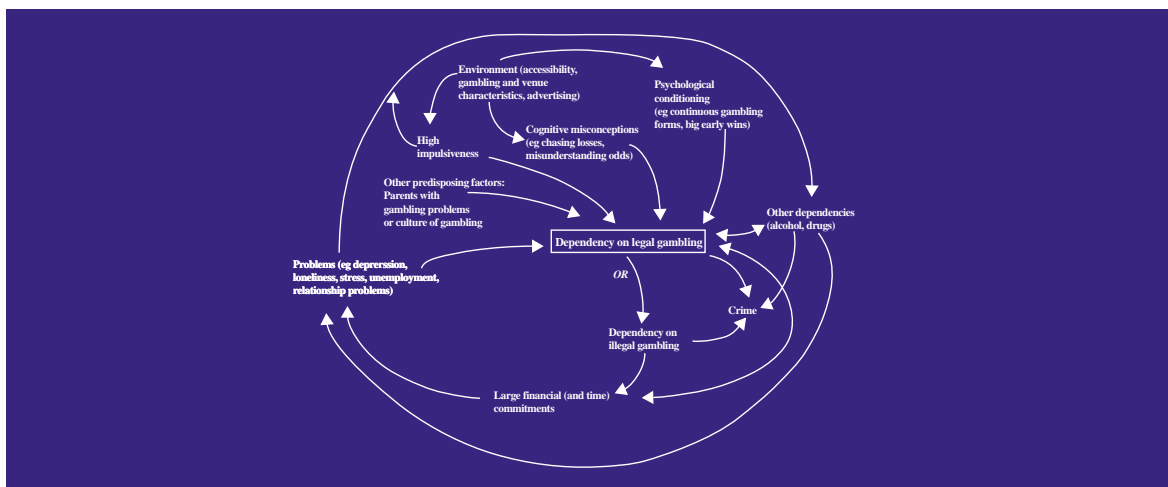 Environment (accessibility,
gambling and venue
characteristics, advertising)
Psychological
conditioning
(eg continuous gambling
forms, big early wins)
Cognitive misconceptions
(eg chasing losses,
misunderstanding odds)
High
impulsiveness
Other predisposing factors:
Parents with
gambling problems
or culture of gambling
Other dependencies
(alcohol, drugs)
Dependency on legal gambling
Problems (eg deprerssion,
loneliness, stress, unemployment,
relationship problems)
OR
Crime
Dependency on
illegal gambling
Large financial (and time)
commitments